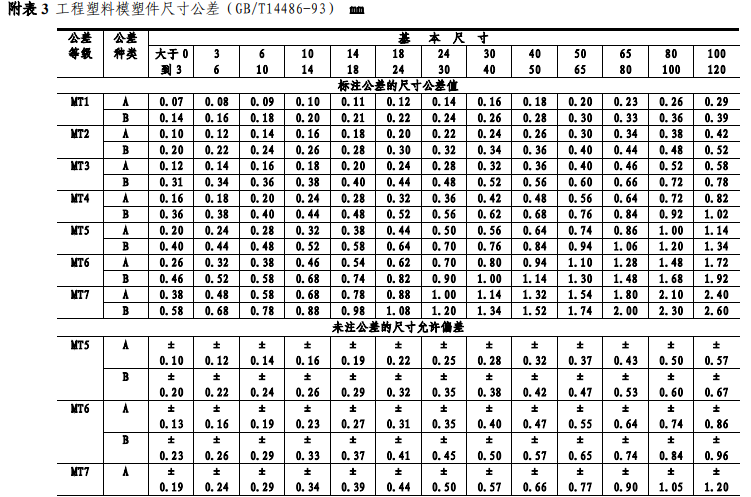 附表 3 工程塑料模塑件尺寸公差（GB/T14486-93） mm
公差 公差 基 本 尺 寸
等级 种类 大于 0 3 6 10 14 18 24 30 40 50 65 80 100
到 3 6 10 14 18 24 30 40 50 65 80 100 120
标注公差的尺寸公差值
MT1 A 0.07 0.08 0.09 0.10 0.11 0.12 0.14 0.16 0.18 0.20 0.23 0.26 0.29
B 0.14 0.16 0.18 0.20 0.21 0.22 0.24 0.26 0.28 0.30 0.33 0.36 0.39
MT2 A 0.10 0.12 0.14 0.16 0.18 0.20 0.22 0.24 0.26 0.30 0.34 0.38 0.42
B 0.20 0.22 0.24 0.26 0.28 0.30 0.32 0.34 0.36 0.40 0.44 0.48 0.52
MT3 A 0.12 0.14 0.16 0.18 0.20 0.24 0.28 0.32 0.36 0.40 0.46 0.52 0.58
B 0.31 0.34 0.36 0.38 0.40 0.44 0.48 0.52 0.56 0.60 0.66 0.72 0.78
MT4 A 0.16 0.18 0.20 0.24 0.28 0.32 0.36 0.42 0.48 0.56 0.64 0.72 0.82
B 0.36 0.38 0.40 0.44 0.48 0.52 0.56 0.62 0.68 0.76 0.84 0.92 1.02
MT5 A 0.20 0.24 0.28 0.32 0.38 0.44 0.50 0.56 0.64 0.74 0.86 1.00 1.14
B 0.40 0.44 0.48 0.52 0.58 0.64 0.70 0.76 0.84 0.94 1.06 1.20 1.34
MT6 A 0.26 0.32 0.38 0.46 0.54 0.62 0.70 0.80 0.94 1.10 1.28 1.48 1.72
B 0.46 0.52 0.58 0.68 0.74 0.82 0.90 1.00 1.14 1.30 1.48 1.68 1.92
MT7 A 0.38 0.48 0.58 0.68 0.78 0.88 1.00 1.14 1.32 1.54 1.80 2.10 2.40
B 0.58 0.68 0.78 0.88 0.98 1.08 1.20 1.34 1.52 1.74 2.00 2.30 2.60
未注公差的尺寸允许偏差
MT5 A ± ± ± ± ± ± ± ± ± ± ± ± ±
0.10 0.12 0.14 0.16 0.19 0.22 0.25 0.28 0.32 0.37 0.43 0.50 0.57
B ± ± ± ± ± ± ± ± ± ± ± ± ±
0.20 0.22 0.24 0.26 0.29 0.32 0.35 0.38 0.42 0.47 0.53 0.60 0.67
MT6 A ± ± ± ± ± ± ± ± ± ± ± ± ±
0.13 0.16 0.19 0.23 0.27 0.31 0.35 0.40 0.47 0.55 0.64 0.74 0.86
B ± ± ± ± ± ± ± ± ± ± ± ± ±
0.23 0.26 0.29 0.33 0.37 0.41 0.45 0.50 0.57 0.65 0.74 0.84 0.96
MT7 A ± ± ± ± ± ± ± ± ± ± ± ± ±
0.19 0.24 0.29 0.34 0.39 0.44 0.50 0.57 0.66 0.77 0.90 1.05 1.20